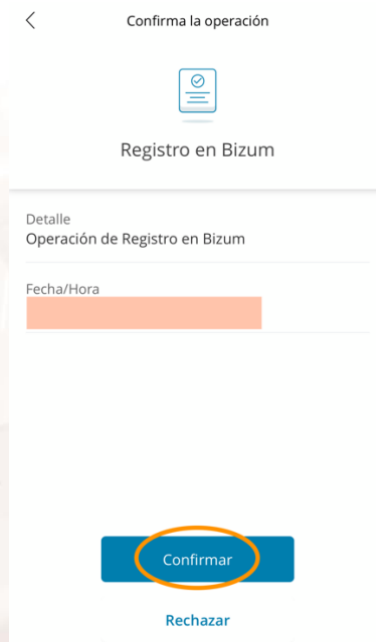 Confirma la operación
Registro en Bizum
Detalle
Operación de Registro en Bizum
Fecha/Hora
Confirmar
Rechazar